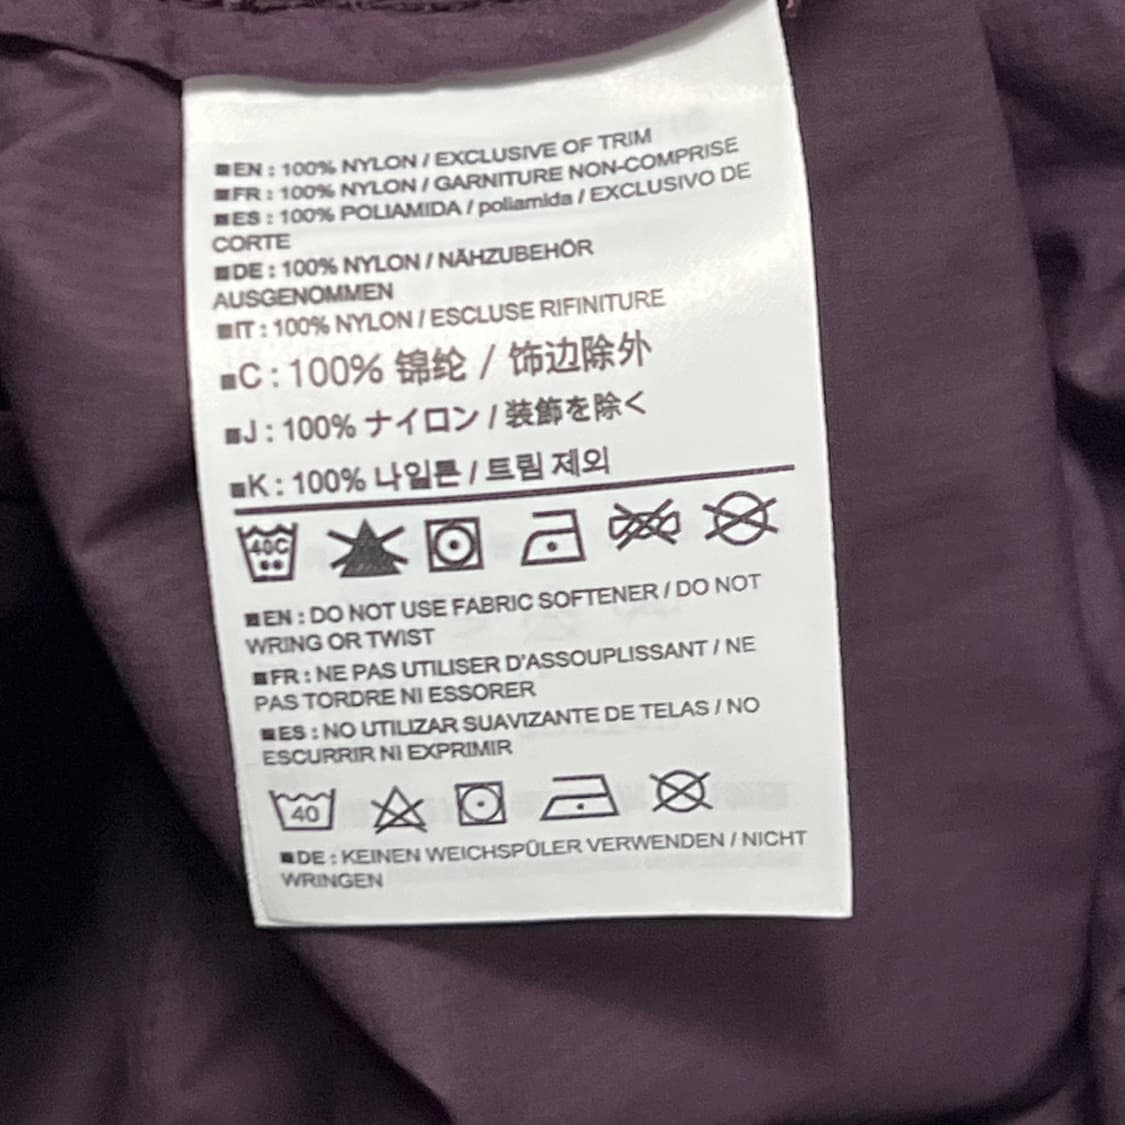 ■EN : 100% NYLON / EXCLUSIVE OF TRIM
■FR : 100% NYLON / GARNITURE NON-COMPRISE
■ES : 100% POLIAMIDA / poliamida / EXCLUSIVO DE
CORTE
■DE : 100% NYLON / NÄHZUBEHÖR
AUSGENOMMEN
■IT : 100% NYLON / ESCLUSE RIFINITURE
■C : 100% 锦纶 / 饰边除外
■J : 100% ナイロン / 装飾を除く
■K : 100% 나일론 / 트림 제외
40C
■EN : DO NOT USE FABRIC SOFTENER / DO NOT
WRING OR TWIST
■FR : NE PAS UTILISER D'ASSOUPLISSANT / NE
PAS TORDRE NI ESSORER
■ES : NO UTILIZAR SUAVIZANTE DE TELAS / NO
ESCURRIR NI EXPRIMIR
40
■DE : KEINEN WEICHSPÜLER VERWENDEN / NICHT
WRINGEN